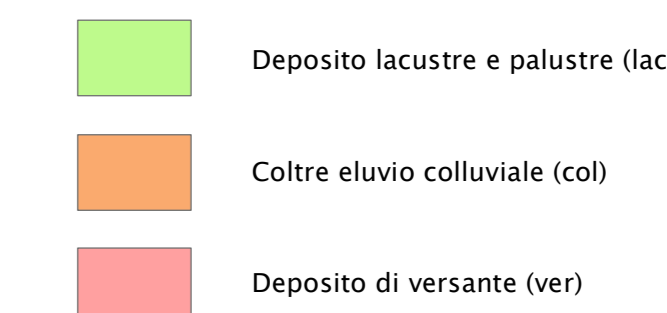 Deposito lacustre e palustre (lac
Coltre eluvio colluviale (col)
Deposito di versante (ver)